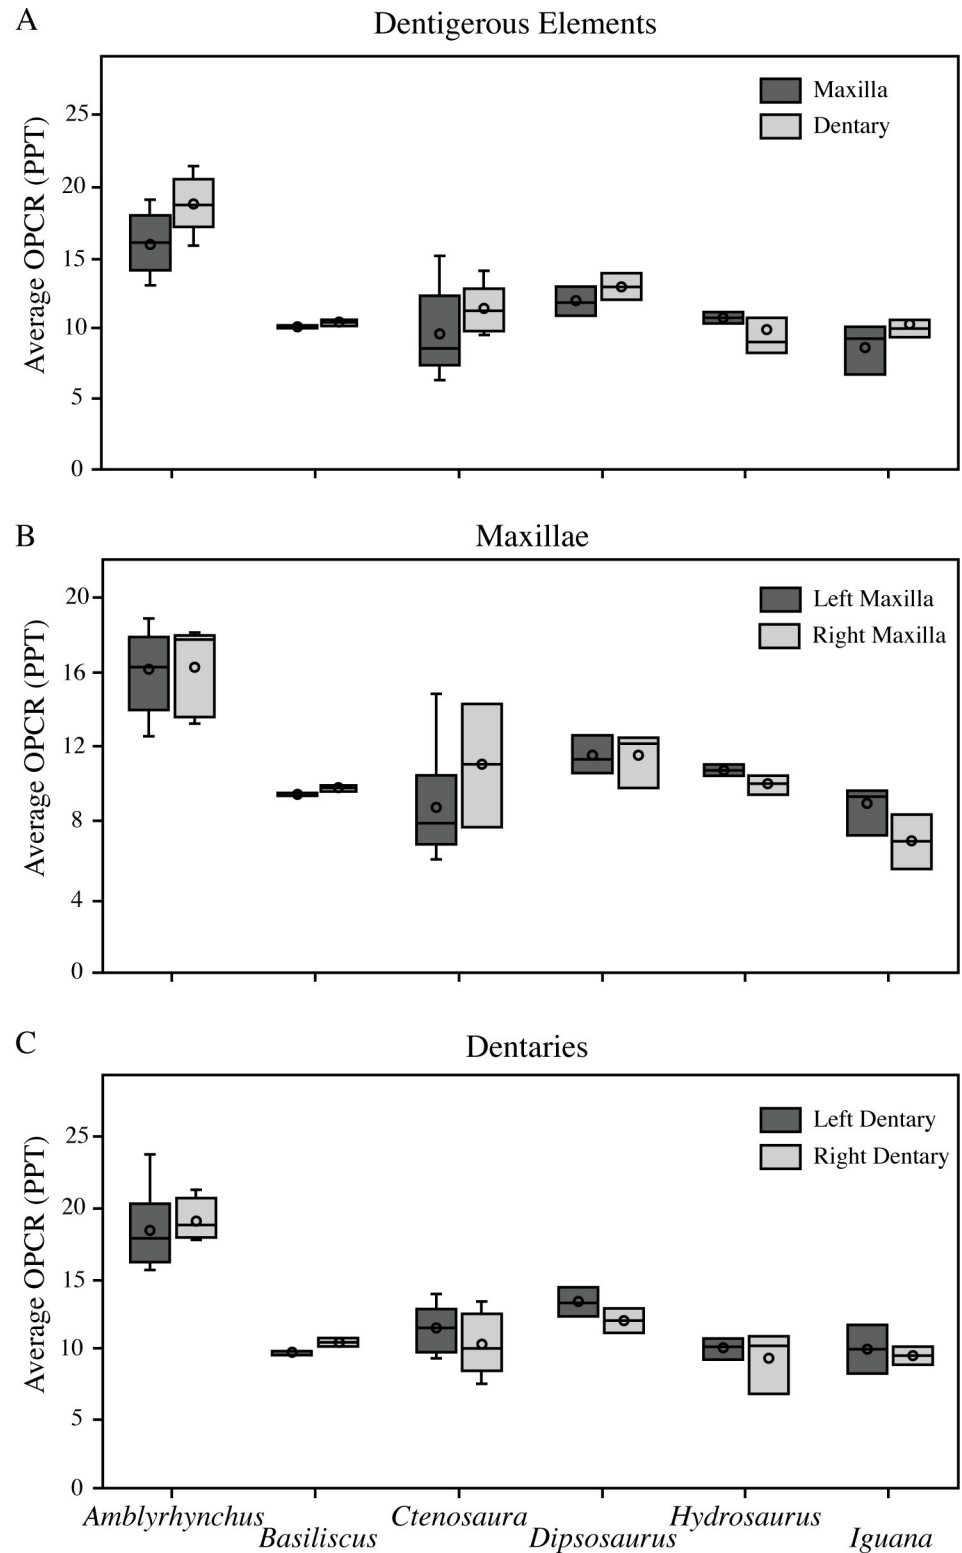 A
Dentigerous Elements
Average OPCR (PPT)
25
20
15
10
5
0
Maxilla
Dentary
B
Maxillae
Average OPCR (PPT)
20
16
12
8
4
0
Left Maxilla
Right Maxilla
C
Dentaries
Average OPCR (PPT)
25
20
15
10
5
0
Left Dentary
Right Dentary
Amblyrhynchus
Basiliscus
Ctenosaura
Dipsosaurus
Hydrosaurus
Iguana